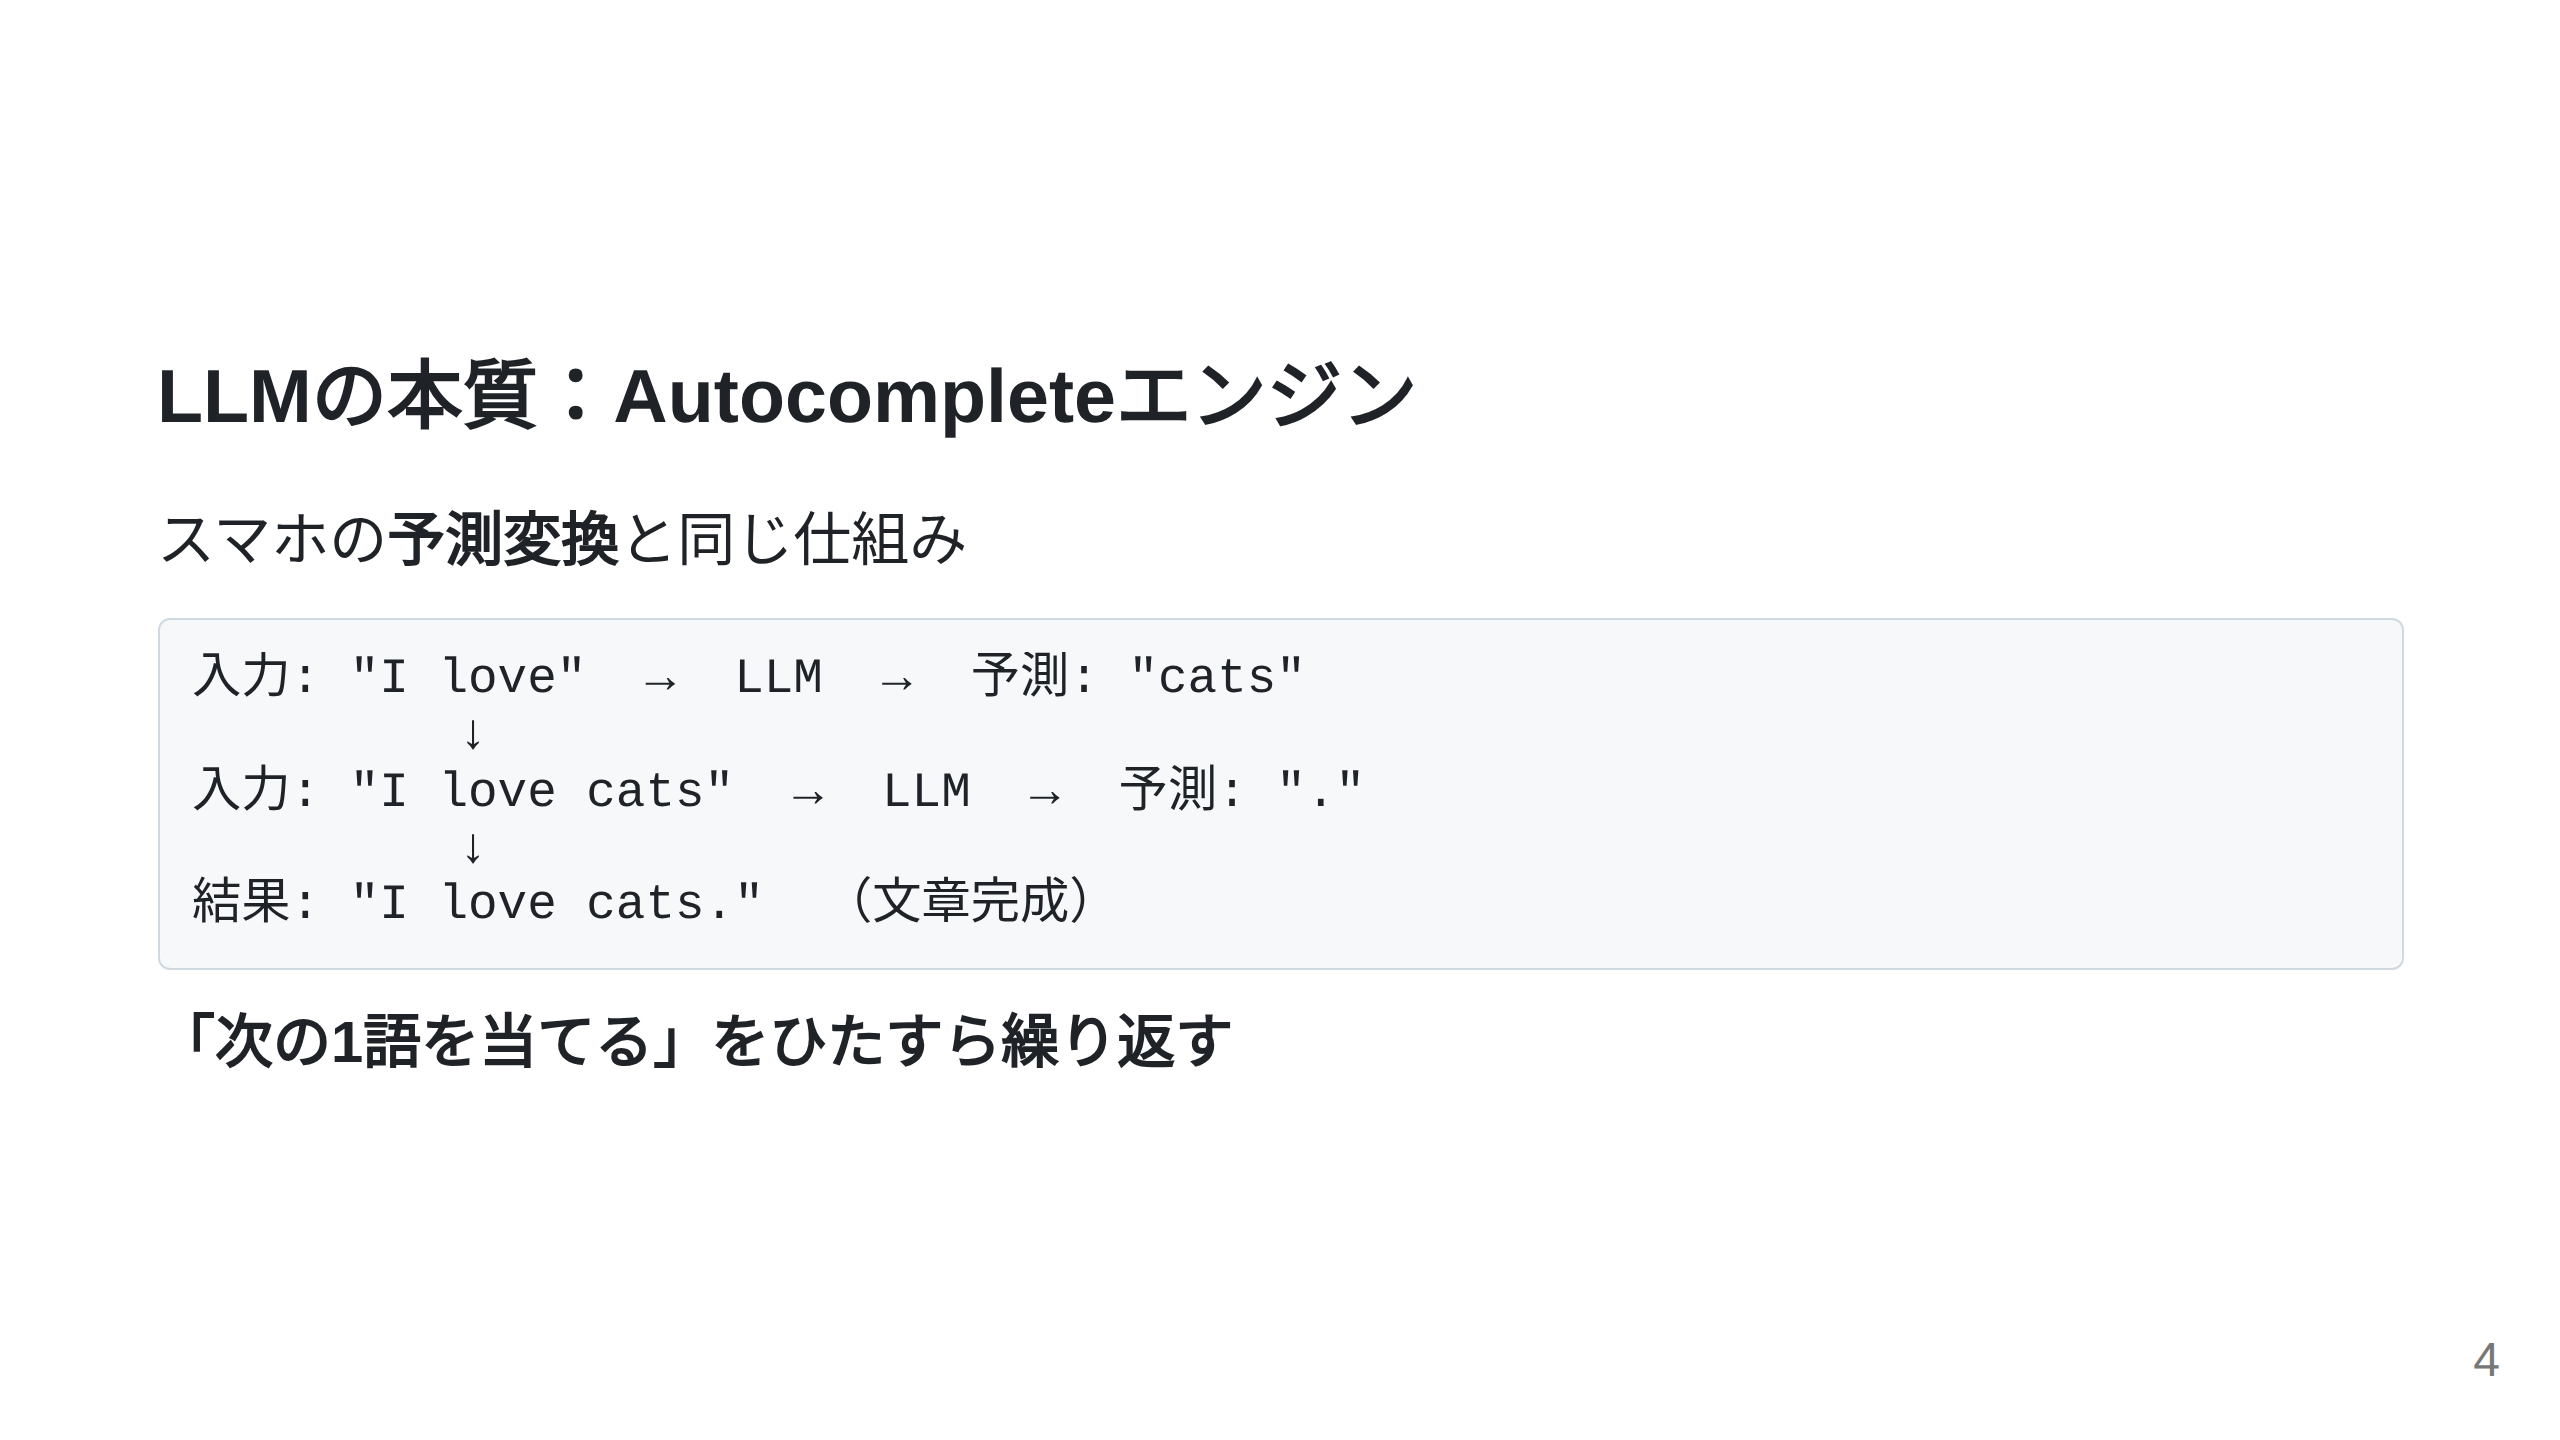 LLMの本質：Autocompleteエンジン
スマホの予測変換と同じ仕組み
入力: "I love"  →  LLM  →  予測: "cats"
↓
入力: "I love cats"  →  LLM  →  予測: "."
↓
結果: "I love cats."  （文章完成）
「次の1語を当てる」をひたすら繰り返す
4